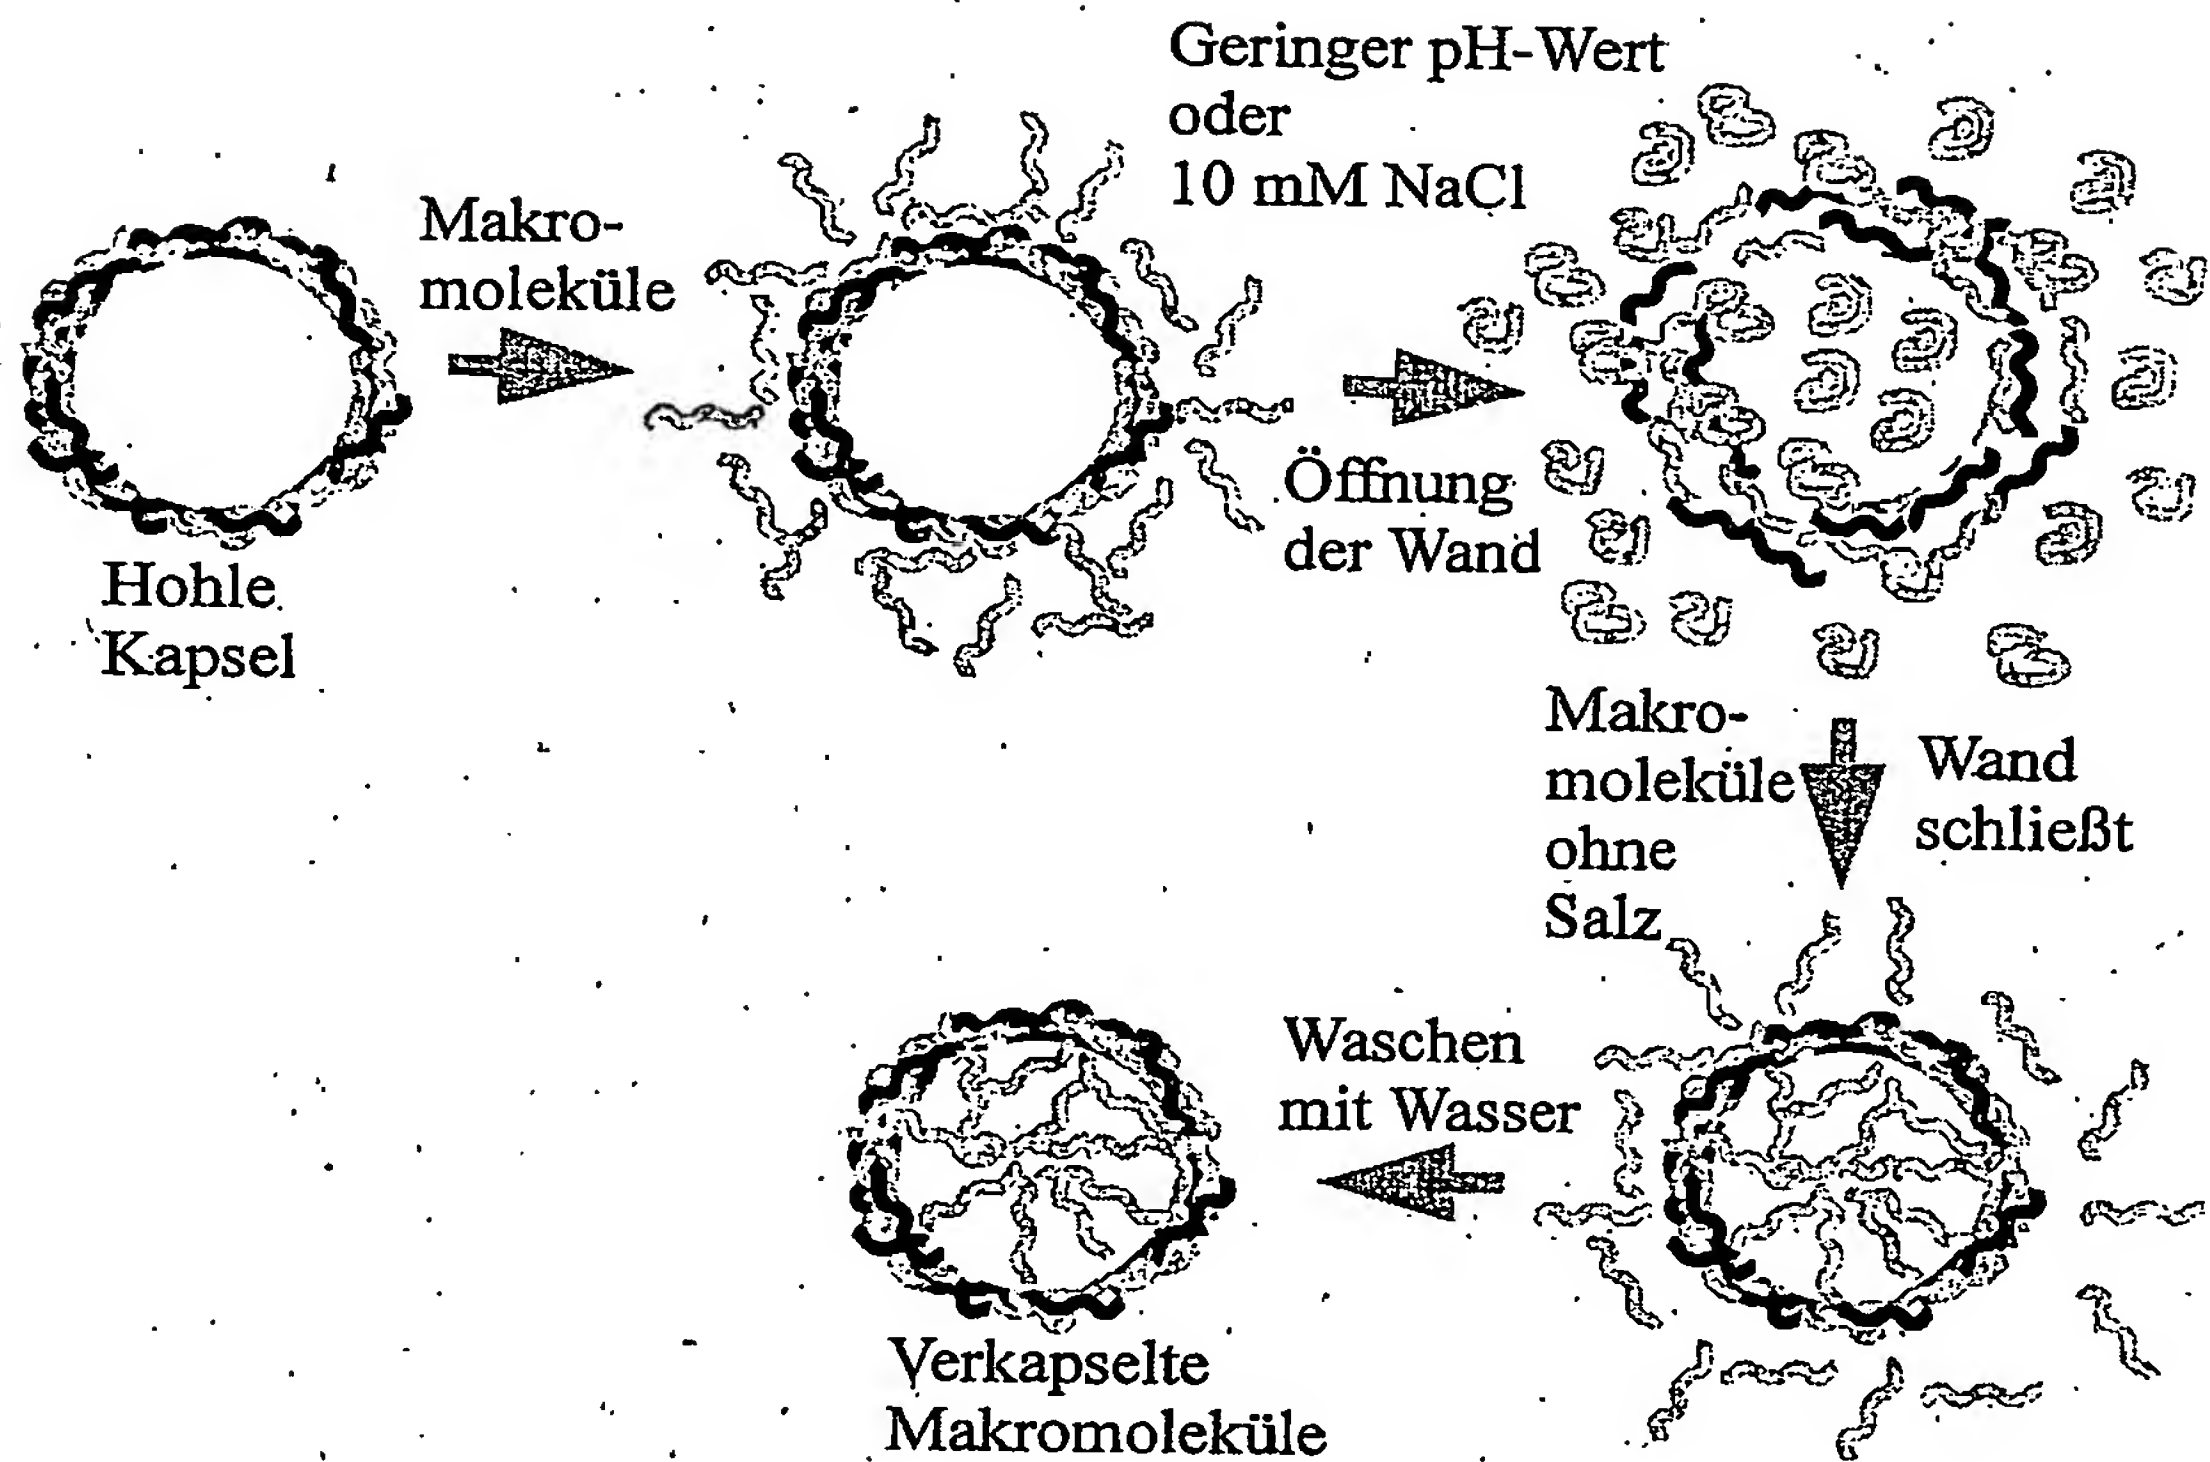 Geringer pH-Wert
oder
10 mM NaCl
Makro-
moleküle
Hohle
Kapsel
Öffnung
der Wand
Makro-
moleküle
ohne
Salz
Wand
schließt
Waschen
mit Wasser
Verkapselte
Makromoleküle